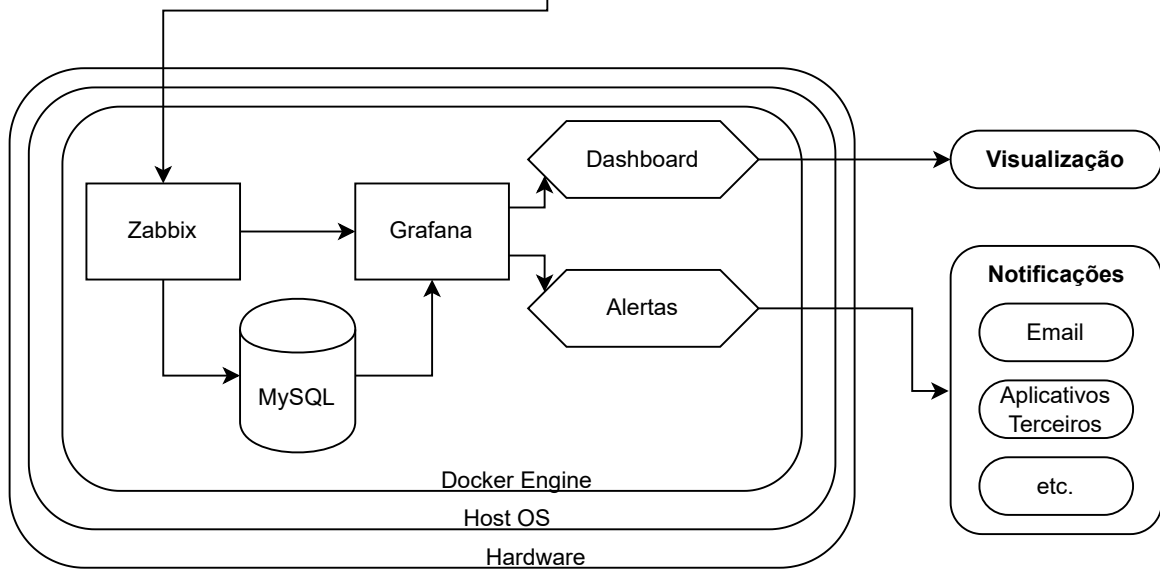 Dashboard
Visualização
Zabbix
Grafana
Notificações
Alertas
Email
MySQL
Aplicativos
Terceiros
Docker Engine
etc.
Host OS
Hardware